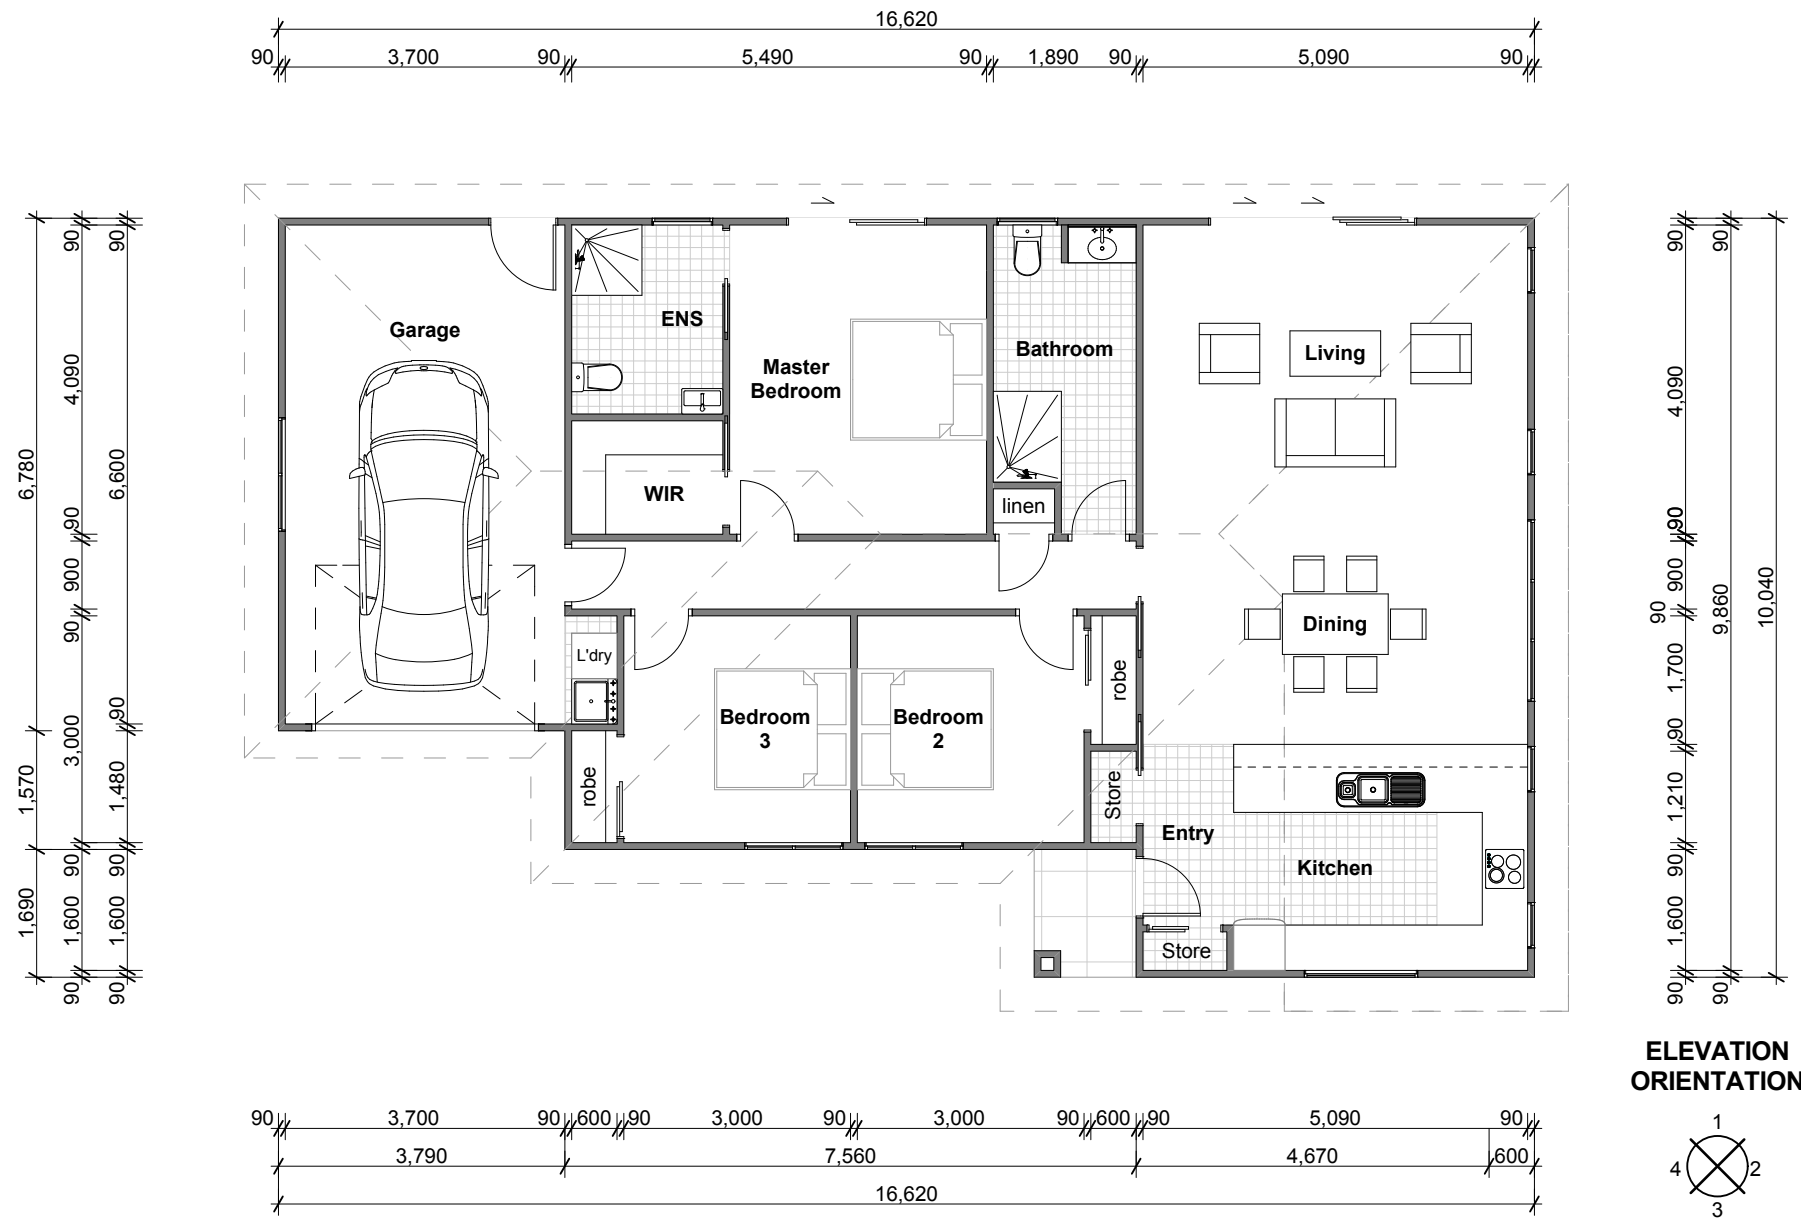 16,620
90 3,700 90 5,490 90 1,890 90 5,090 90
90 90 90 90
Garage
ENS
Master
Bedroom
Bathroom
Living
4,090
4,090
6,780
6,600
WIR
linen
90 90
900 900
90 90
9,860
10,040
L'dry
Dining
robe
1,700
Bedroom
3
Bedroom
2
90
3,000
90
1,570
1,480
robe
Store
1,210
Entry
Kitchen
90 90 90
1,690
1,600
1,600
1,600
Store
90 90 90 90
ELEVATION
ORIENTATION
90 3,700 90 600 90 3,000 90 3,000 90 600 90 5,090 90
3,790 7,560 4,670 600
16,620
1
4 2
3